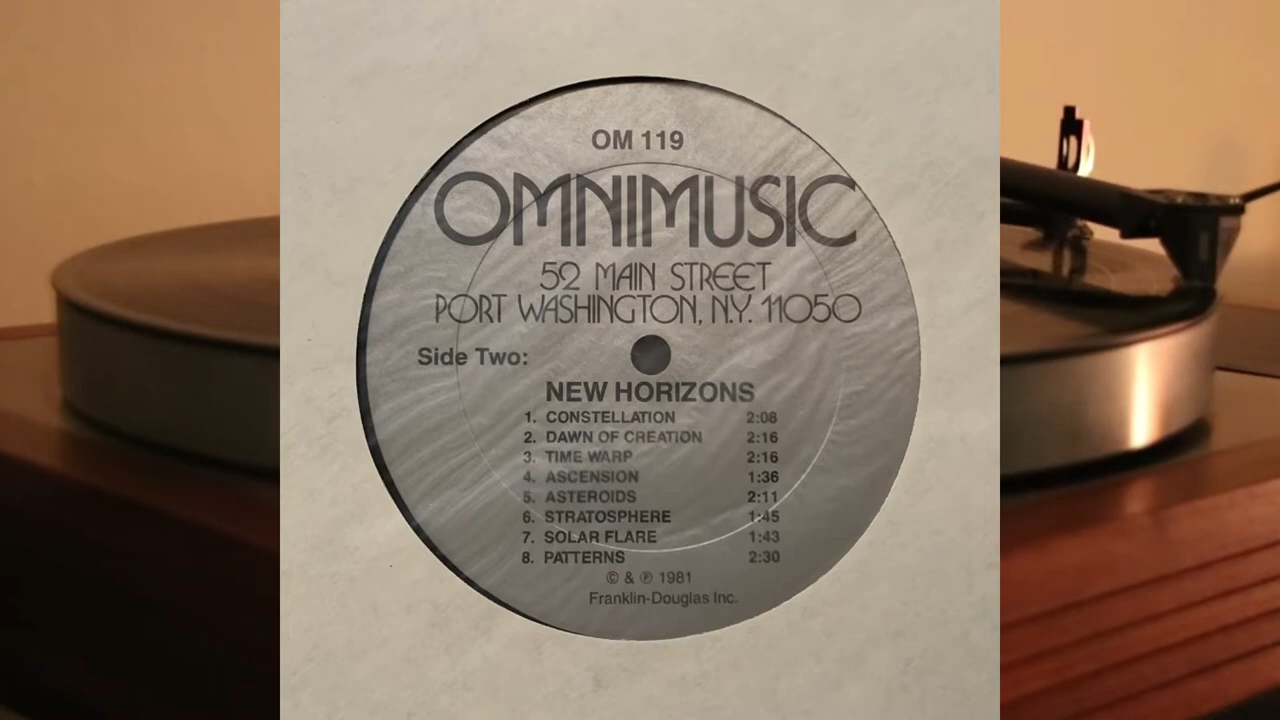 OM 119
OMNIMUSIC
52 MAIN STREET
PORT WASHINGTON, N.Y. 11050
Side Two:
NEW HORIZONS
1. CONSTELLATION 2:08
2. DAWN OF CREATION 2:16
3. TIME WARP 2:16
4. ASCENSION 1:36
5. ASTEROIDS 2:11
6. STRATOSPHERE 1:45
7. SOLAR FLARE 1:43
8. PATTERNS 2:30
© & ℗ 1981
Franklin-Douglas Inc.